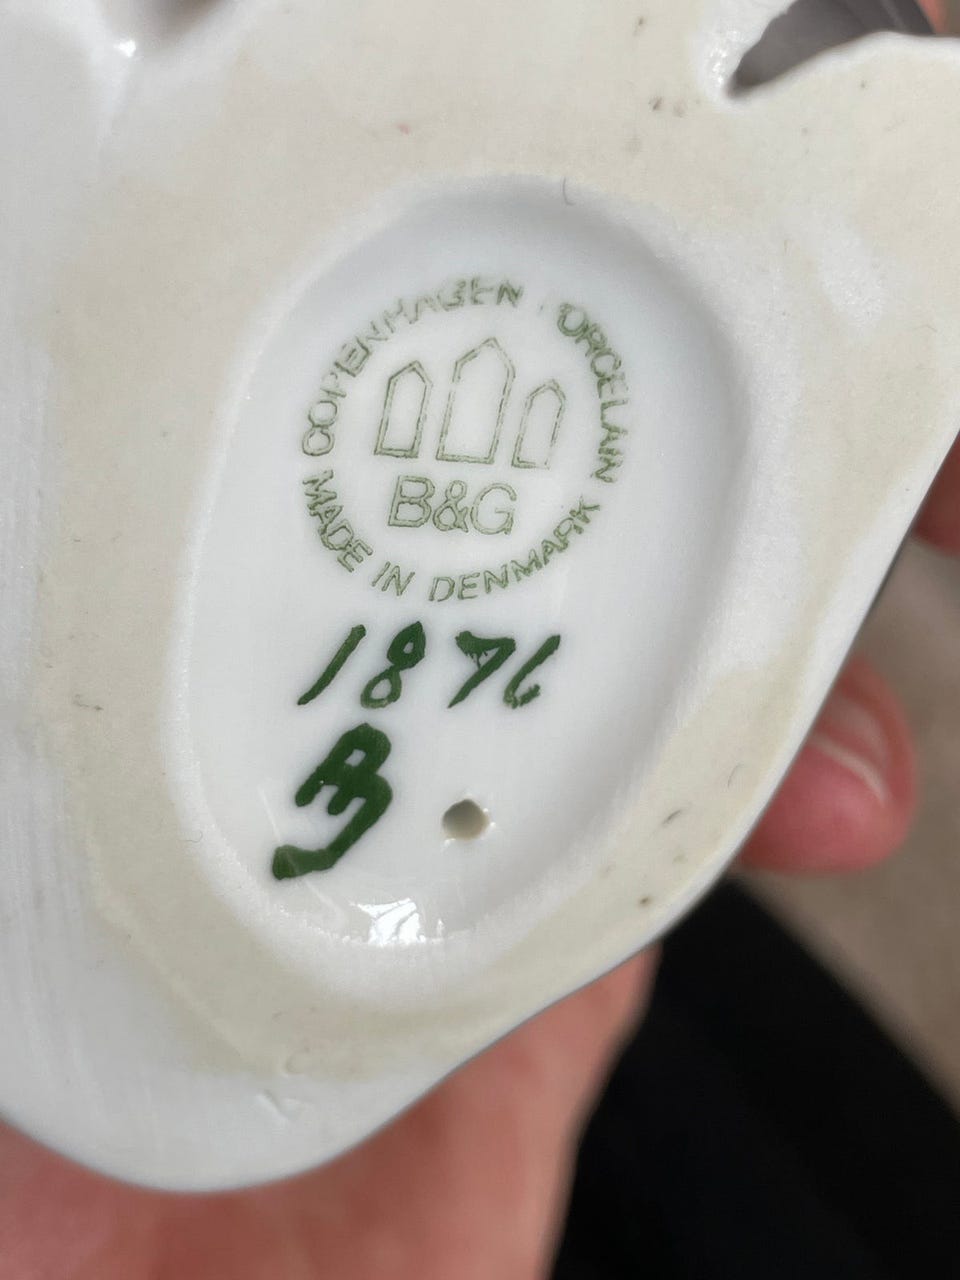 COPENHAGEN PORCELAIN
B&G
MADE IN DENMARK
1876